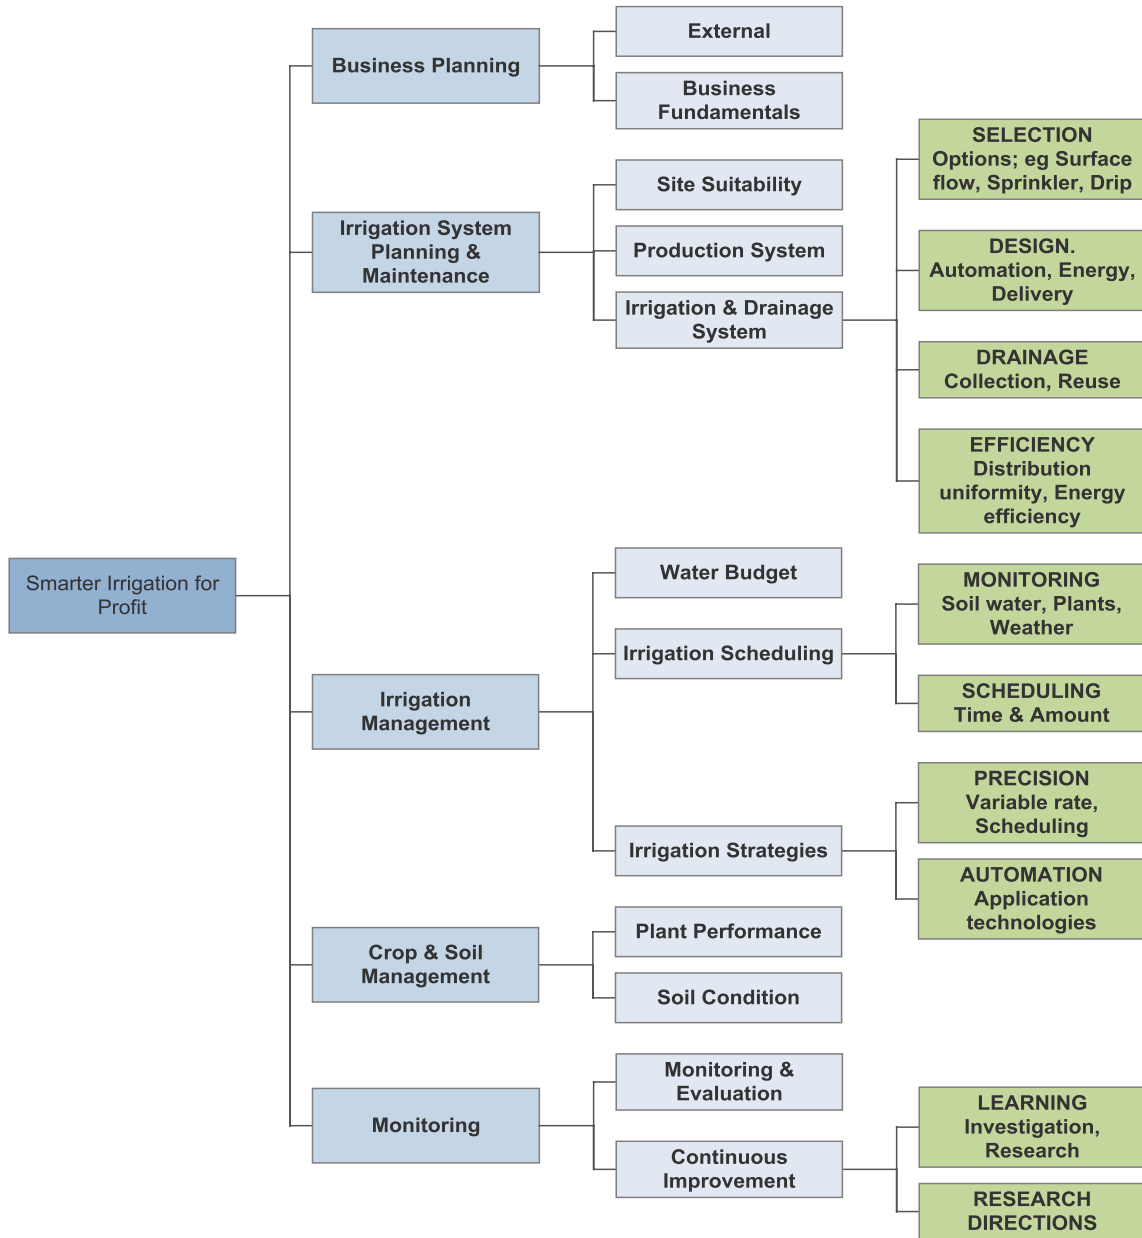 Smarter Irrigation for
Profit
Business Planning
External
Business
Fundamentals
Irrigation System
Planning &
Maintenance
Site Suitability
Production System
Irrigation & Drainage
System
SELECTION
Options; eg Surface
flow, Sprinkler, Drip
DESIGN.
Automation, Energy,
Delivery
DRAINAGE
Collection, Reuse
EFFICIENCY
Distribution
uniformity, Energy
efficiency
Irrigation
Management
Water Budget
Irrigation Scheduling
MONITORING
Soil water, Plants,
Weather
SCHEDULING
Time & Amount
Irrigation Strategies
PRECISION
Variable rate,
Scheduling
AUTOMATION
Application
technologies
Crop & Soil
Management
Plant Performance
Soil Condition
Monitoring
Monitoring &
Evaluation
Continuous
Improvement
LEARNING
Investigation,
Research
RESEARCH
DIRECTIONS